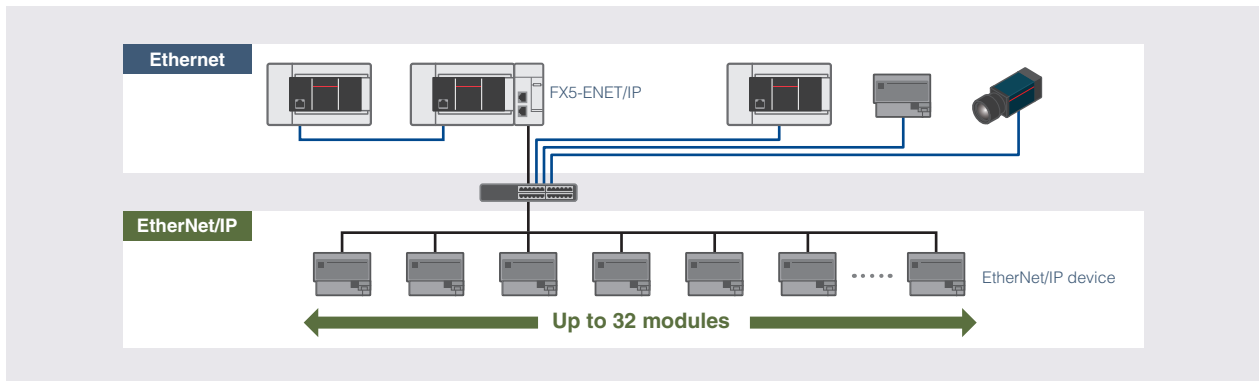 Ethernet
FX5-ENET/IP
EtherNet/IP
EtherNet/IP device
Up to 32 modules